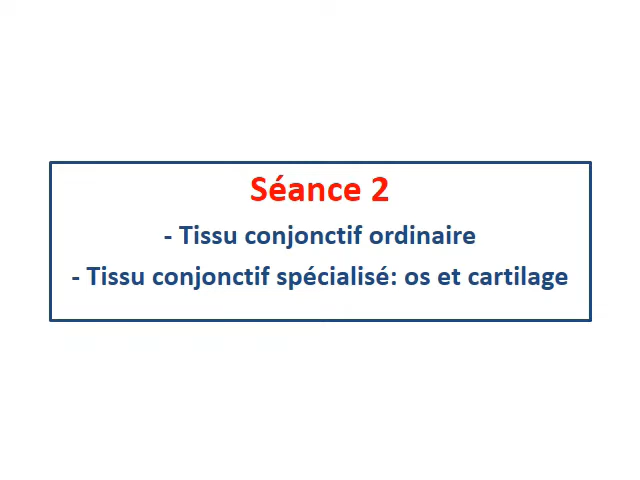 Séance 2
- Tissu conjonctif ordinaire
- Tissu conjonctif spécialisé: os et cartilage